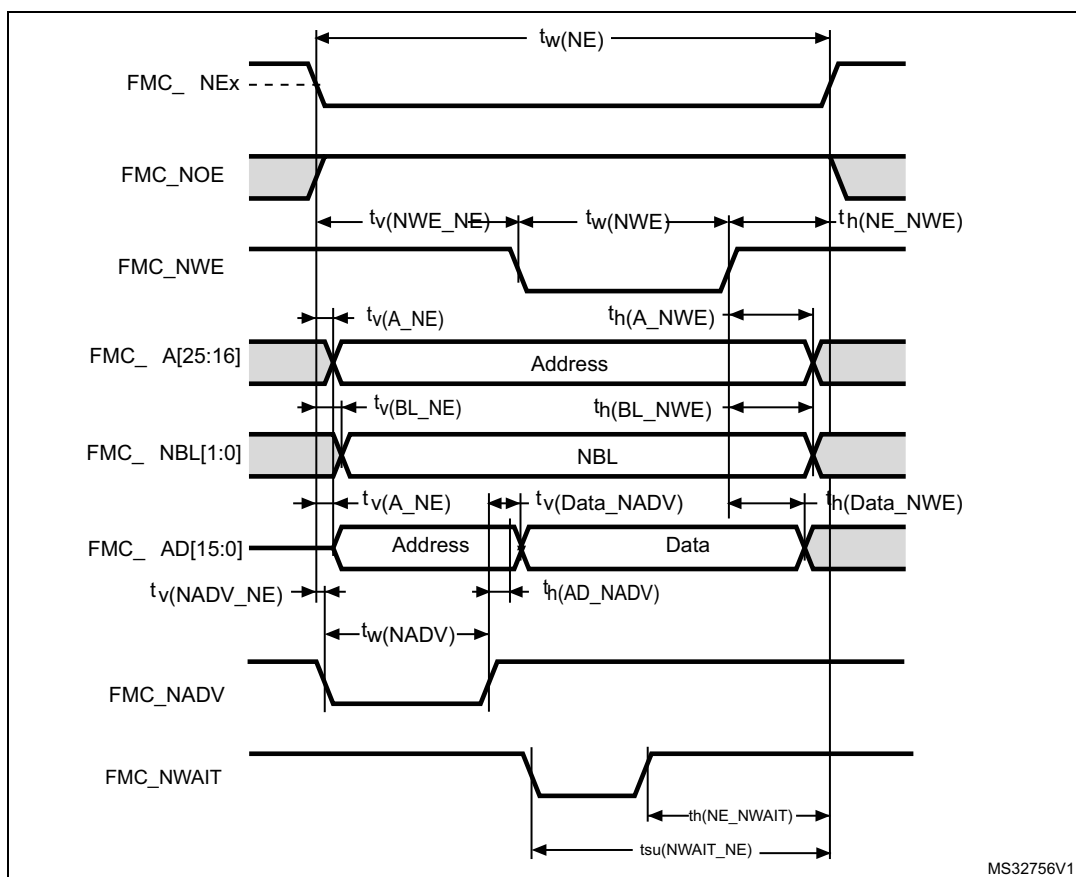 tw(NE)
FMC_ NEx
FMC_NOE
tv(NWE_NE)
tw(NWE)
th(NE_NWE)
FMC_NWE
tv(A_NE)
th(A_NWE)
FMC_ A[25:16]
Address
tv(BL_NE)
th(BL_NWE)
FMC_ NBL[1:0]
NBL
tv(A_NE)
tv(Data_NADV)
th(Data_NWE)
FMC_ AD[15:0]
Address
Data
tv(NADV_NE)
th(AD_NADV)
tw(NADV)
FMC_NADV
FMC_NWAIT
th(NE_NWAIT)
tsu(NWAIT_NE)
MS32756V1